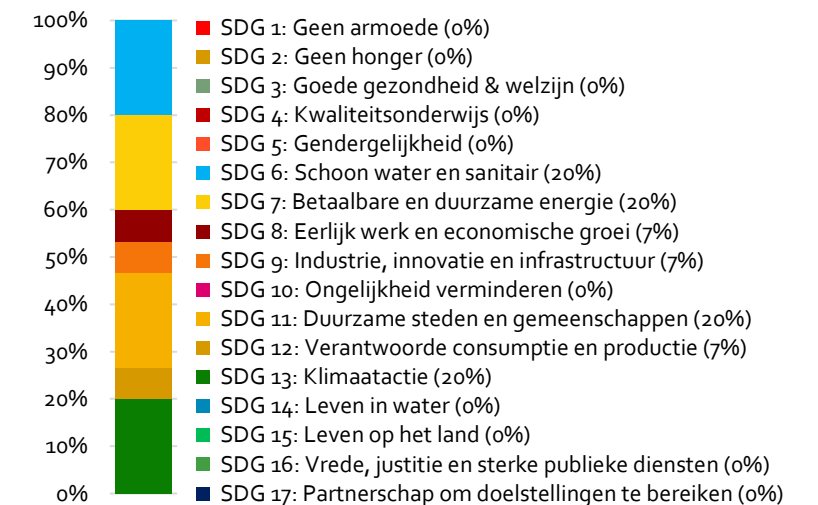 100%
90%
80%
70%
60%
50%
40%
30%
20%
10%
0%
SDG 1: Geen armoede (0%)
SDG 2: Geen honger (0%)
SDG 3: Goede gezondheid & welzijn (0%)
SDG 4: Kwaliteitsonderwijs (0%)
SDG 5: Gendergelijkheid (0%)
SDG 6: Schoon water en sanitair (20%)
SDG 7: Betaalbare en duurzame energie (20%)
SDG 8: Eerlijk werk en economische groei (7%)
SDG 9: Industrie, innovatie en infrastructuur (7%)
SDG 10: Ongelijkheid verminderen (0%)
SDG 11: Duurzame steden en gemeenschappen (20%)
SDG 12: Verantwoorde consumptie en productie (7%)
SDG 13: Klimaatactie (20%)
SDG 14: Leven in water (0%)
SDG 15: Leven op het land (0%)
SDG 16: Vrede, justitie en sterke publieke diensten (0%)
SDG 17: Partnerschap om doelstellingen te bereiken (0%)